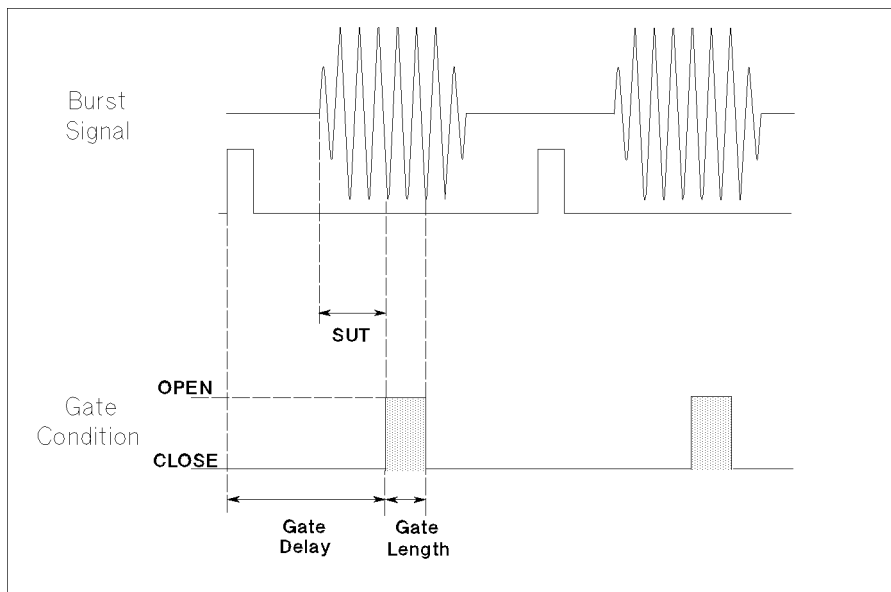 Burst
Signal
SUT
OPEN
Gate
Condition
CLOSE
Gate
Delay
Gate
Length